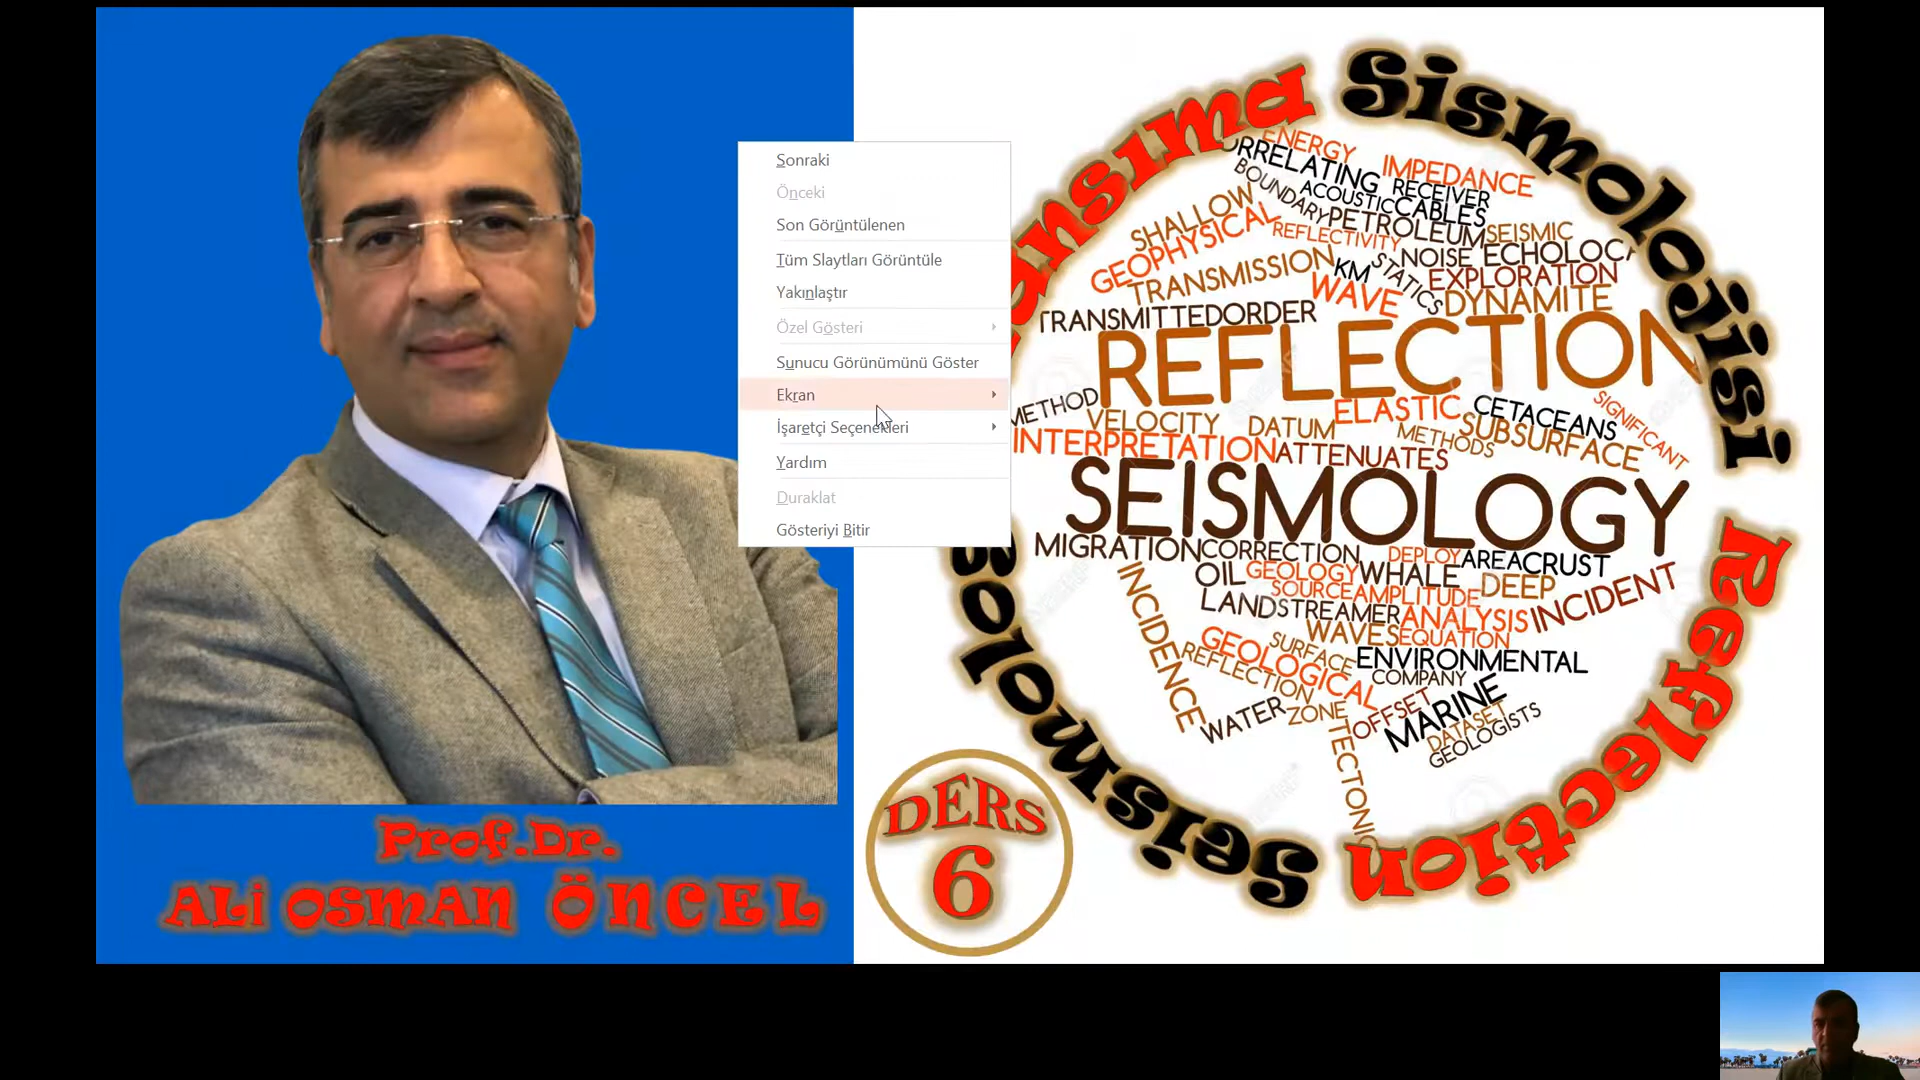 Prof.Dr.
ALİ OSMAN ÖNCEL
Sonraki
Önceki
Son Görüntülenen
Tüm Slaytları Görüntüle
Yakınlaştır
Özel Gösteri
Sunucu Görünümünü Göster
Ekran
İşaretçi Seçenekleri
Yardım
Duraklat
Gösteriyi Bitir
Sismolojisi
Reflection
DERS
6
ENERGY
IMPEDANCE
RECEIVER
BOUNDARY
ACOUSTIC
CABLES
SHALLOW
PETROLEUM
SEISMIC
GEOPHYSICAL
REFLECTIVITY
NOISE
TRANSMISSION
KM
STATICS
EXPLORATION
WAVE
DYNAMITE
TRANSMITTED
ORDER
REFLECTION
METHOD
VELOCITY
DATUM
ELASTIC
CETACEANS
SIGNIFICANT
METHODS
SUBSURFACE
INTERPRETATION
ATTENUATES
SEISMOLOGY
MIGRATION
CORRECTION
DEPLOY
AREA
CRUST
OIL
GEOLOGY
WHALE
DEEP
SOURCE
AMPLITUDE
INCIDENT
LAND
STREAMER
ANALYSIS
INCIDENCE
WAVES
EQUATION
GEOLOGICAL
SURFACE
ENVIRONMENTAL
REFLECTION
COMPANY
WATER
ZONE
OFFSET
MARINE
DATASET
GEOLOGISTS